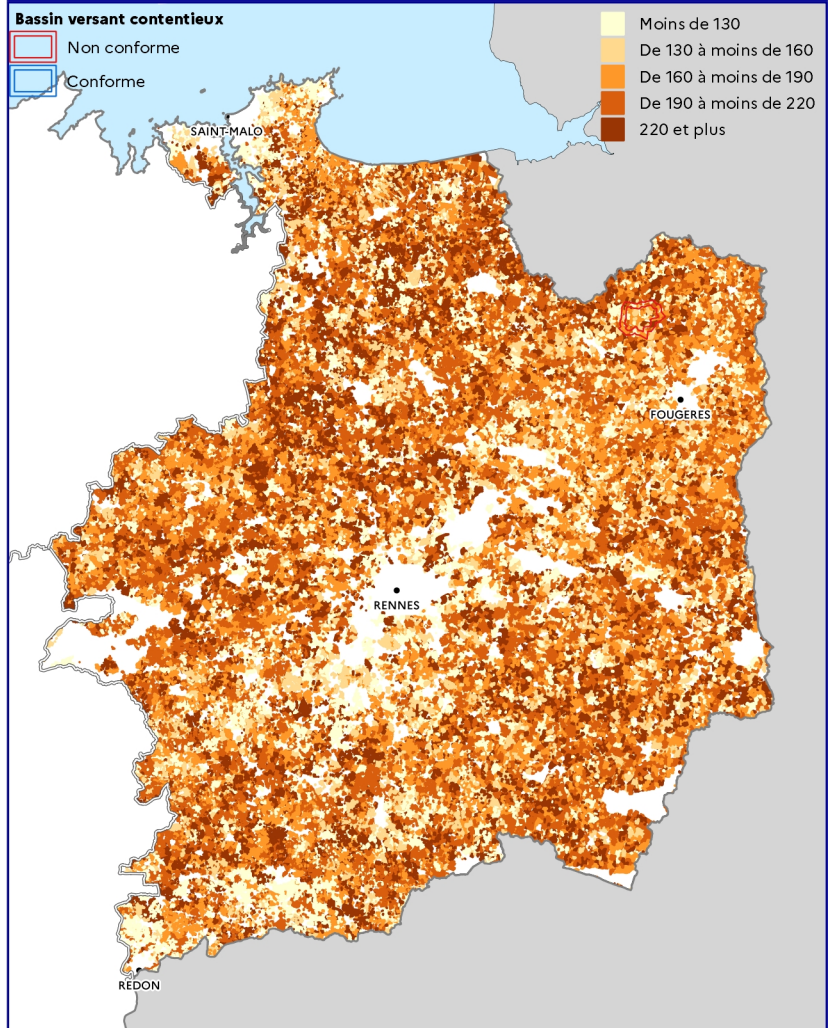 Bassin versant contentieux
Non conforme
Conforme
Moins de 130
De 130 à moins de 160
De 160 à moins de 190
De 190 à moins de 220
220 et plus
SAINT-MALO
FOUGERES
RENNES
REDON